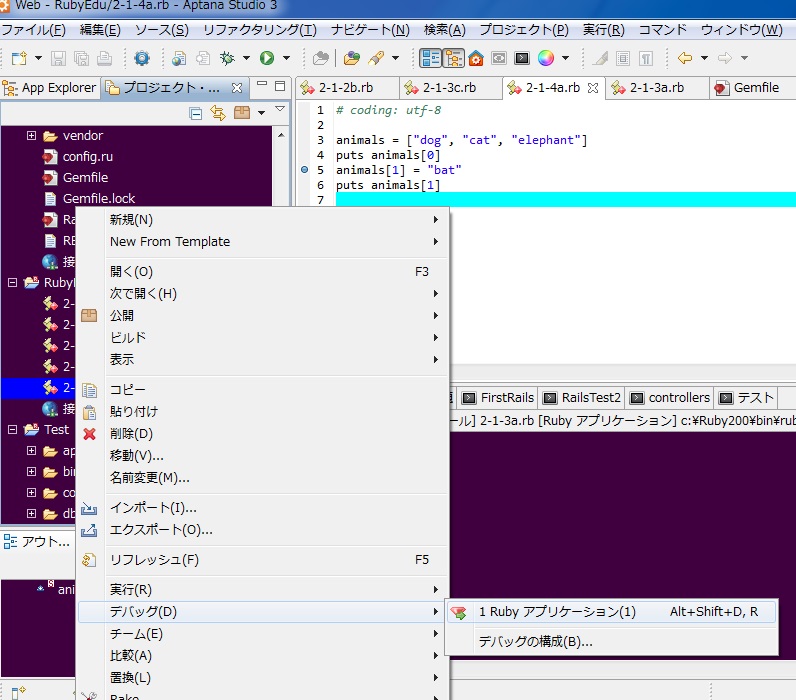 Web - RubyEdu/2-1-4a.rb - Aptana Studio 3
ファイル(F) 編集(E) ソース(S) リファクタリング(T) ナビゲート(N) 検索(A) プロジェクト(P) 実行(R) コマンド ウィンドウ(W)
App Explorer プロジェクト・...
2-1-2b.rb 2-1-3c.rb 2-1-4a.rb 2-1-3a.rb Gemfile
vendor
config.ru
Gemfile
Gemfile.lock
Ra
RE
接
Ruby
2-
2-
2-
2-
2-
接
Test
ap
bin
co
db
アウト...
ani
1 # coding: utf-8
2
3 animals = ["dog", "cat", "elephant"]
4 puts animals[0]
5 animals[1] = "bat"
6 puts animals[1]
7
新規(N)
New From Template
開く(O) F3
次で開く(H)
公開
ビルド
表示
コピー
貼り付け
削除(D)
移動(V)...
名前変更(M)...
インポート(I)...
エクスポート(O)...
リフレッシュ(F) F5
実行(R)
デバッグ(D)
チーム(E)
比較(A)
置換(L)
Rake
1 Ruby アプリケーション(1) Alt+Shift+D, R
デバッグの構成(B)...
FirstRails RailsTest2 controllers テスト
ール] 2-1-3a.rb [Ruby アプリケーション] c:¥Ruby200¥bin¥rub